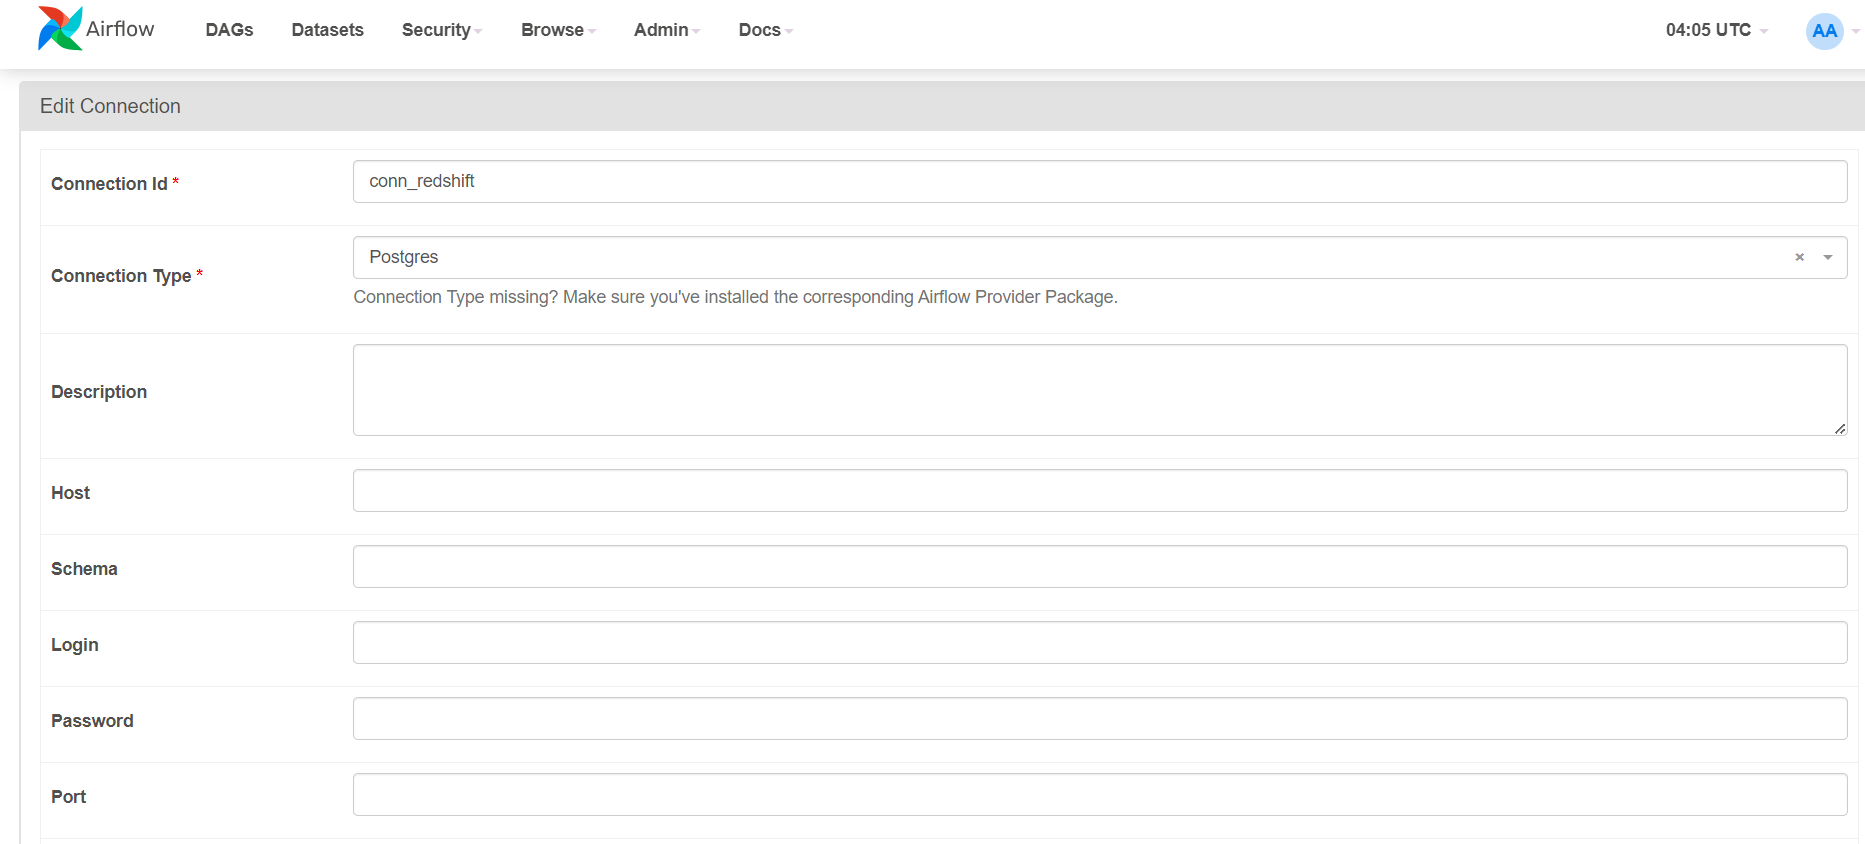 Airflow DAGs Datasets Security Browse Admin Docs 04:05 UTC AA
Edit Connection
Connection Id * conn_redshift
Connection Type * Postgres ×
Connection Type missing? Make sure you've installed the corresponding Airflow Provider Package.
Description
Host
Schema
Login
Password
Port